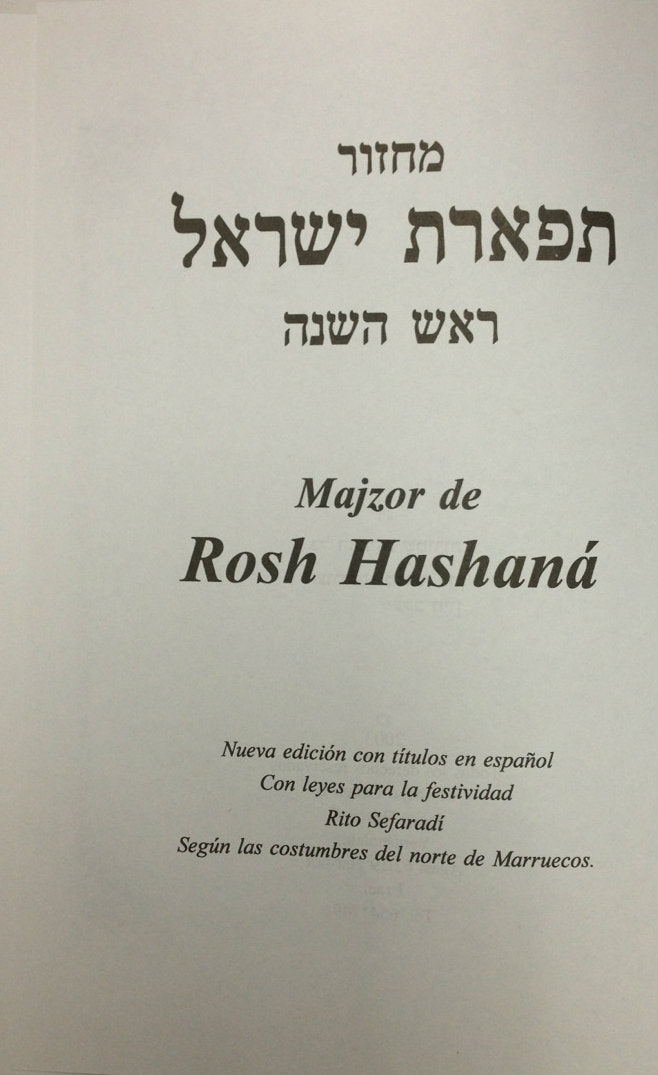 מחזור
תפארת ישראל
ראש השנה
Majzor de
Rosh Hashaná
Nueva edición con títulos en español
Con leyes para la festividad
Rito Sefaradí
Según las costumbres del norte de Marruecos.